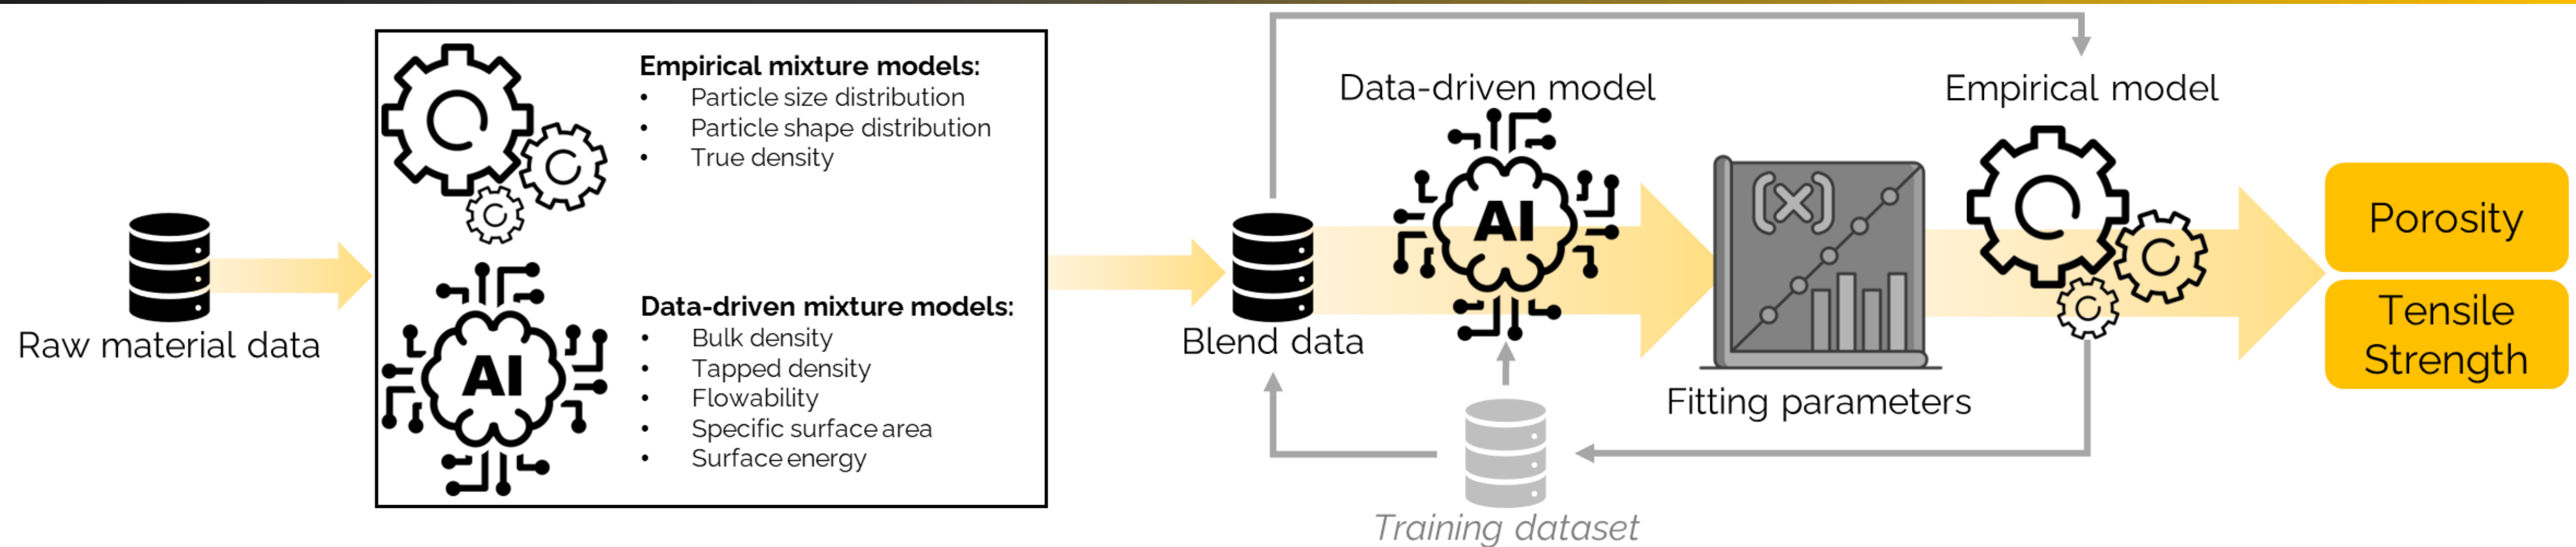 Raw material data
Empirical mixture models:
• Particle size distribution
• Particle shape distribution
• True density
AI
Data-driven mixture models:
• Bulk density
• Tapped density
• Flowability
• Specific surface area
• Surface energy
Blend data
Data-driven model
AI
Training dataset
(x)
Fitting parameters
Empirical model
Porosity
Tensile
Strength